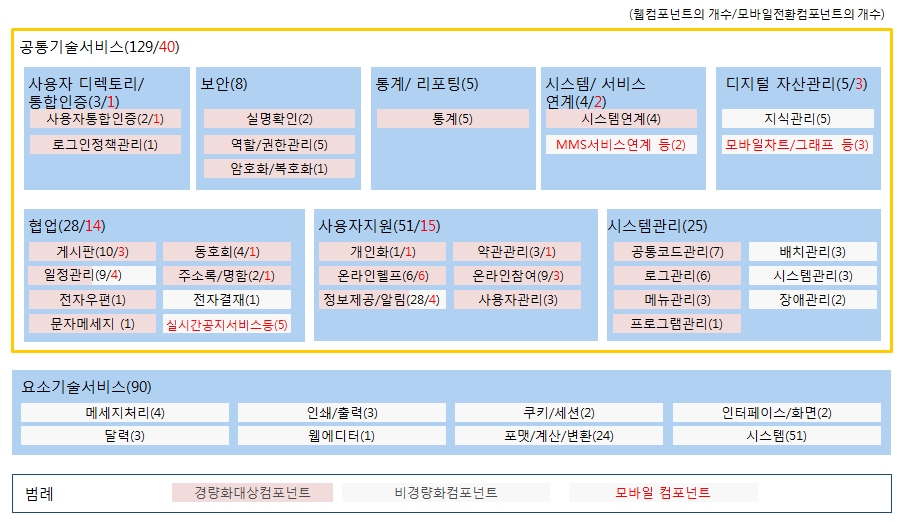 (웹컴포넌트의 개수/모바일전환컴포넌트의 개수)
공통기술서비스(129/40)
사용자 디렉토리/
통합인증(3/1)
사용자통합인증(2/1)
로그인정책관리(1)
보안(8)
실명확인(2)
역할/권한관리(5)
암호화/복호화(1)
통계/ 리포팅(5)
통계(5)
시스템/ 서비스
연계(4/2)
시스템연계(4)
MMS서비스연계 등(2)
디지털 자산관리(5/3)
지식관리(5)
모바일차트/그래프 등(3)
협업(28/14)
게시판(10/3)
동호회(4/1)
일정관리(9/4)
주소록/명함(2/1)
전자우편(1)
전자결재(1)
문자메세지 (1)
실시간공지서비스등(5)
사용자지원(51/15)
개인화(1/1)
약관관리(3/1)
온라인헬프(6/6)
온라인참여(9/3)
정보제공/알림(28/4)
사용자관리(3)
시스템관리(25)
공통코드관리(7)
배치관리(3)
로그관리(6)
시스템관리(3)
메뉴관리(3)
장애관리(2)
프로그램관리(1)
요소기술서비스(90)
메세지처리(4)
인쇄/출력(3)
쿠키/세션(2)
인터페이스/화면(2)
달력(3)
웹에디터(1)
포맷/계산/변환(24)
시스템(51)
범례
경량화대상컴포넌트
비경량화컴포넌트
모바일 컴포넌트